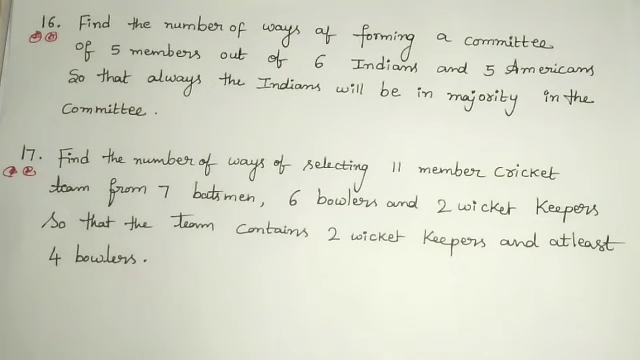 16. Find the number of ways of forming a committee
of 5 members out of 6 Indians and 5 Americans
So that always the Indians will be in majority in the
Committee.
17. Find the number of ways of selecting 11 member Cricket
team from 7 batsmen, 6 bowlers and 2 wicket Keepers
So that the team contains 2 wicket Keepers and atleast
4 bowlers.